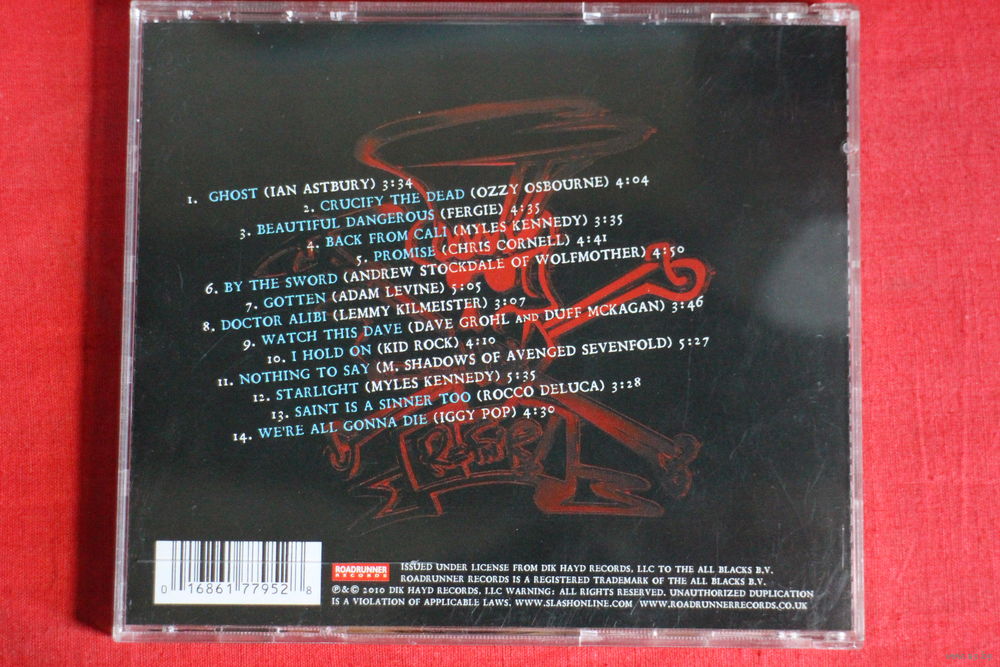 1. GHOST (IAN ASTBURY) 3:34
2. CRUCIFY THE DEAD (OZZY OSBOURNE) 4:04
3. BEAUTIFUL DANGEROUS (FERGIE) 4:35
4. BACK FROM CALI (MYLES KENNEDY) 3:35
5. PROMISE (CHRIS CORNELL) 4:41
6. BY THE SWORD (ANDREW STOCKDALE OF WOLFMOTHER) 4:50
7. GOTTEN (ADAM LEVINE) 5:05
8. DOCTOR ALIBI (LEMMY KILMEISTER) 3:07
9. WATCH THIS DAVE (DAVE GROHL AND DUFF MCKAGAN) 3:46
10. I HOLD ON (KID ROCK) 4:10
11. NOTHING TO SAY (M. SHADOWS OF AVENGED SEVENFOLD) 5:27
12. STARLIGHT (MYLES KENNEDY) 5:35
13. SAINT IS A SINNER TOO (ROCCO DELUCA) 3:28
14. WE'RE ALL GONNA DIE (IGGY POP) 4:30
0 16861 77952 8
ROADRUNNER
RECORDS
ISSUED UNDER LICENSE FROM DIK HAYD RECORDS, LLC TO THE ALL BLACKS B.V.
ROADRUNNER RECORDS IS A REGISTERED TRADEMARK OF THE ALL BLACKS B.V.
℗ & © 2010 DIK HAYD RECORDS, LLC WARNING: ALL RIGHTS RESERVED. UNAUTHORIZED DUPLICATION
IS A VIOLATION OF APPLICABLE LAWS. WWW.SLASHONLINE.COM WWW.ROADRUNNERRECORDS.CO.UK